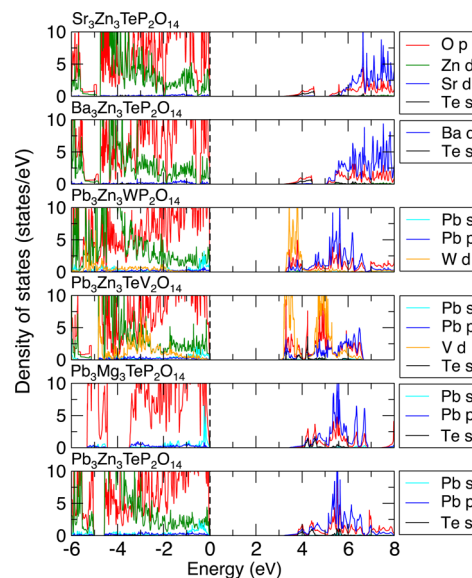 Sr3Zn3TeP2O14
10
5
0
O p
Zn d
Sr d
Te s
Ba3Zn3TeP2O14
10
5
0
Ba d
Te s
Pb3Zn3WP2O14
10
5
0
Pb s
Pb p
W d
Pb3Zn3TeV2O14
10
5
0
Pb s
Pb p
V d
Te s
Pb3Mg3TeP2O14
10
5
0
Pb s
Pb p
Te s
Pb3Zn3TeP2O14
10
5
0
Pb s
Pb p
Te s
-6 -4 -2 0 2 4 6 8
Energy (eV)
Density of states (states/eV)